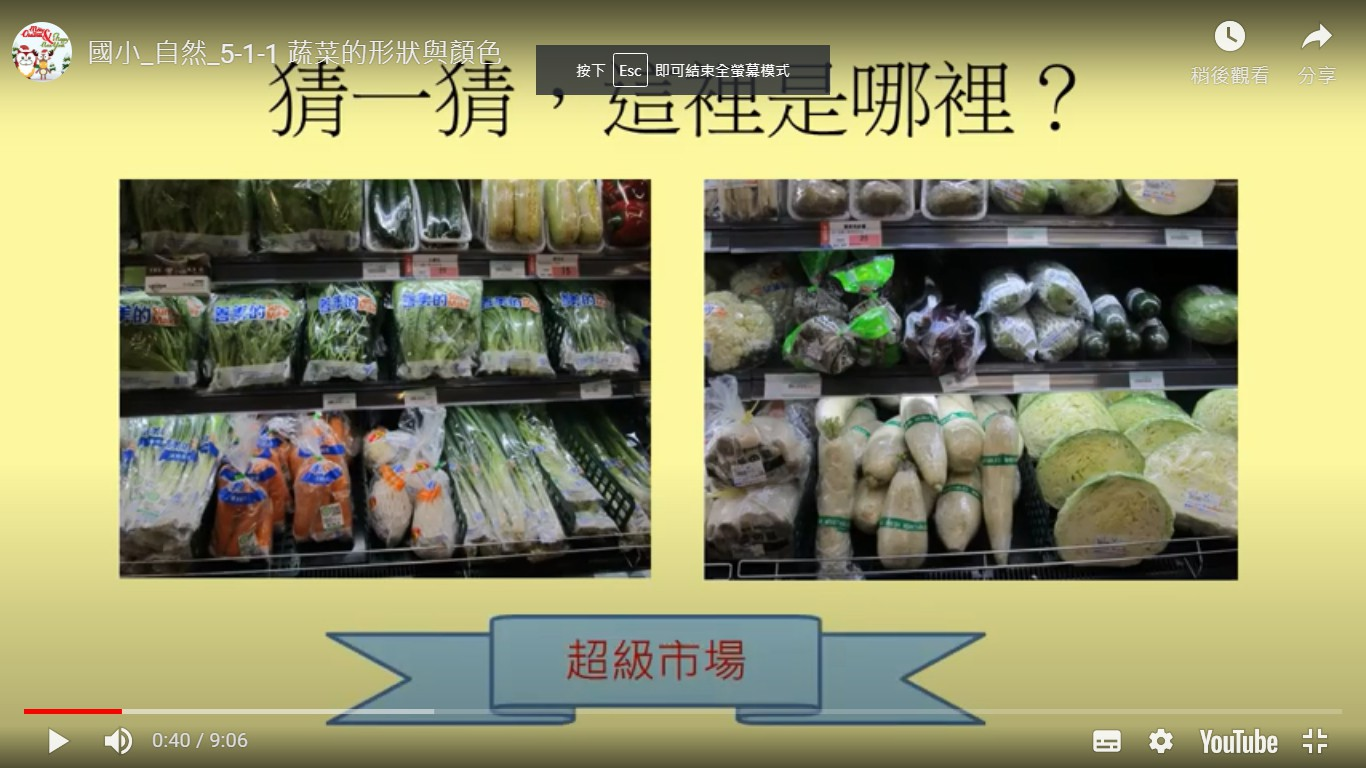 國小_自然_5-1-1 蔬菜的形狀與顏色
按下 Esc 即可結束全螢幕模式
稍後觀看
分享
猜一猜，這裡是哪裡？
超級市場
0:40 / 9:06
YouTube